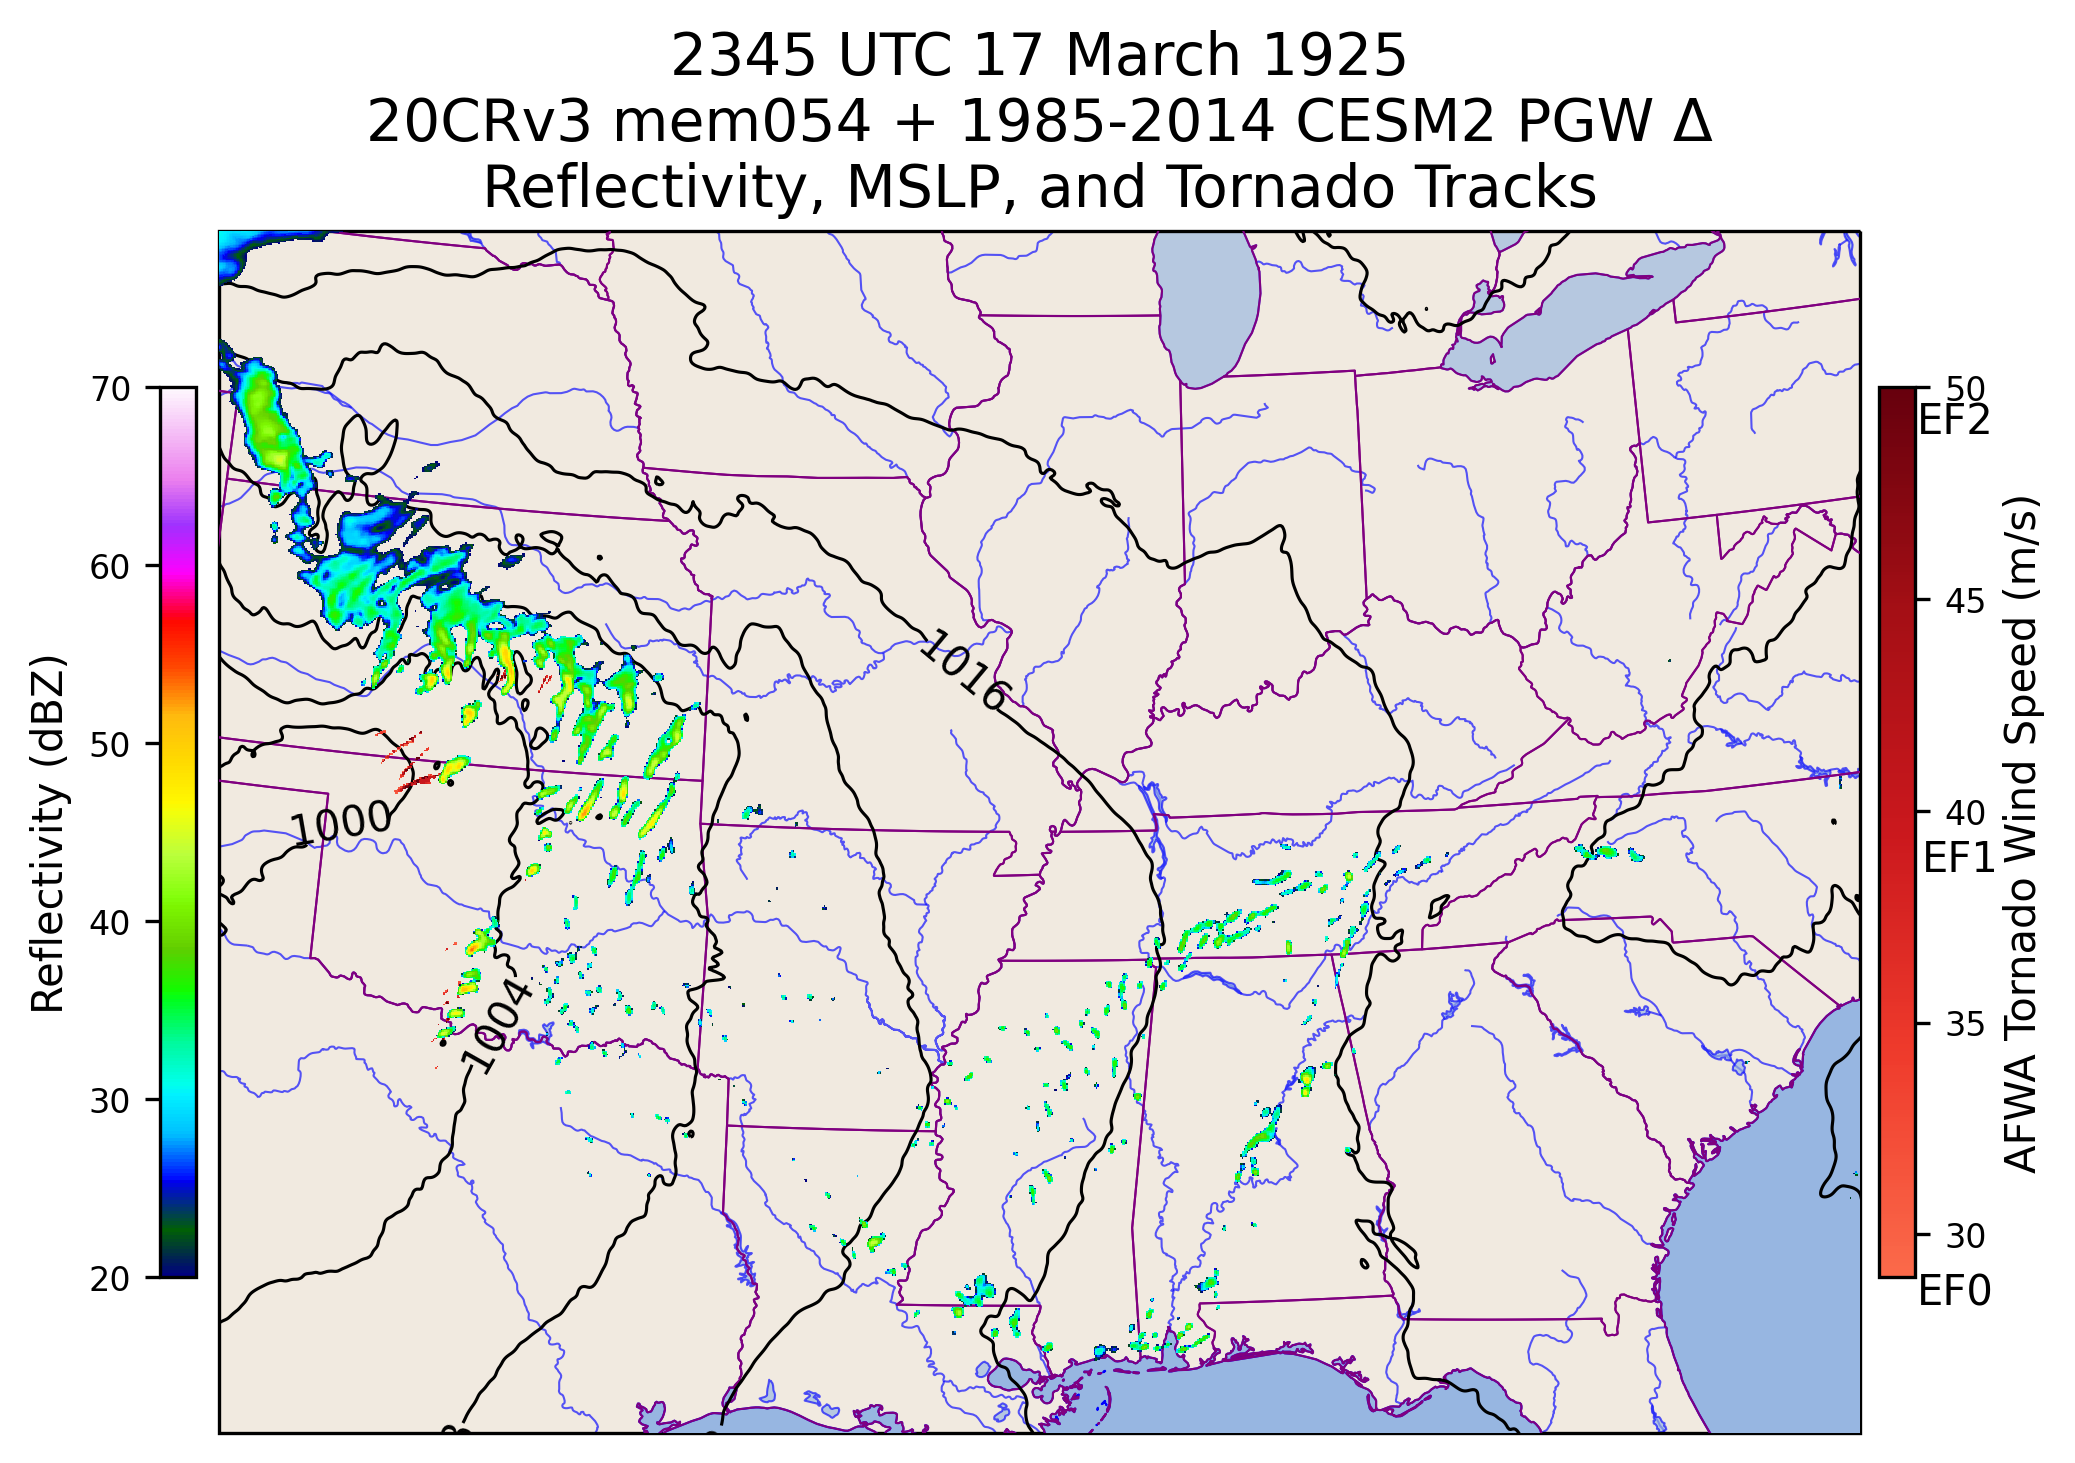 2345 UTC 17 March 1925
20CRv3 mem054 + 1985-2014 CESM2 PGW Δ
Reflectivity, MSLP, and Tornado Tracks
Reflectivity (dBZ)
70
60
50
40
30
20
1016
1000
1004
50
EF2
45
40
EF1
35
30
EF0
AFWA Tornado Wind Speed (m/s)